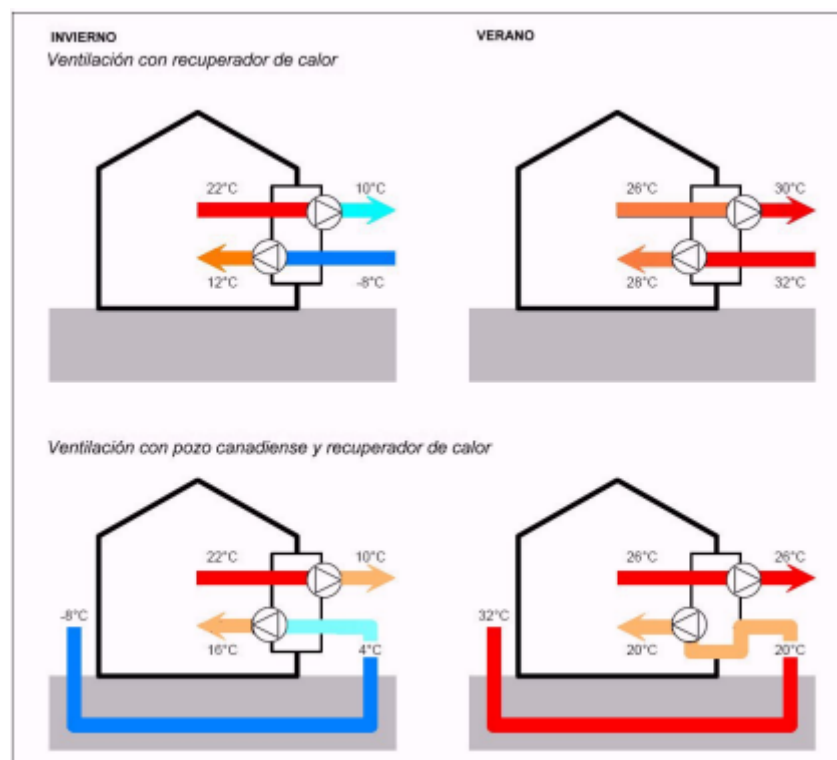 INVIERNO
VERANO
Ventilación con recuperador de calor
22°C 10°C
26°C 30°C
12°C -8°C
28°C 32°C
Ventilación con pozo canadiense y recuperador de calor
22°C 10°C
26°C 26°C
-8°C
32°C
16°C 4°C
20°C 20°C